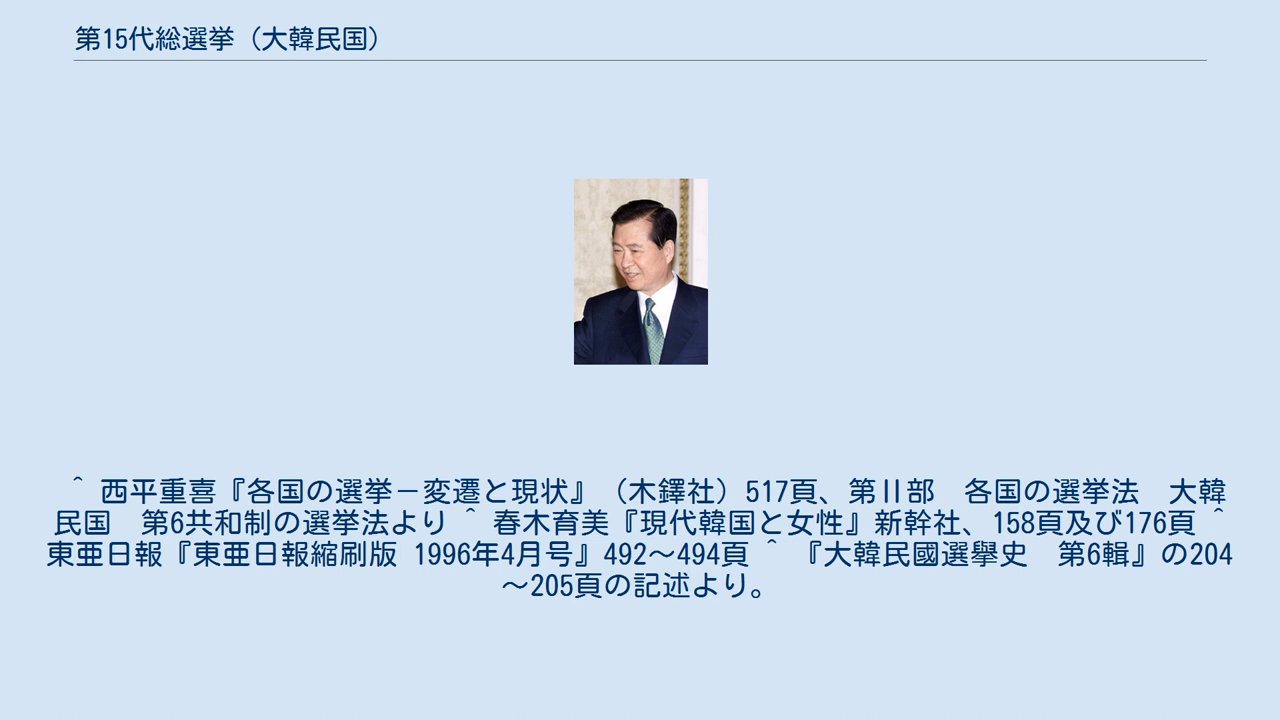 第15代総選挙（大韓民国）
＾ 西平重喜『各国の選挙－変遷と現状』（木鐸社）517頁、第Ⅱ部　各国の選挙法　大韓
民国　第6共和制の選挙法より ＾ 春木育美『現代韓国と女性』新幹社、158頁及び176頁 ＾
東亜日報『東亜日報縮刷版 1996年4月号』492～494頁 ＾ 『大韓民國選擧史　第6輯』の204
～205頁の記述より。